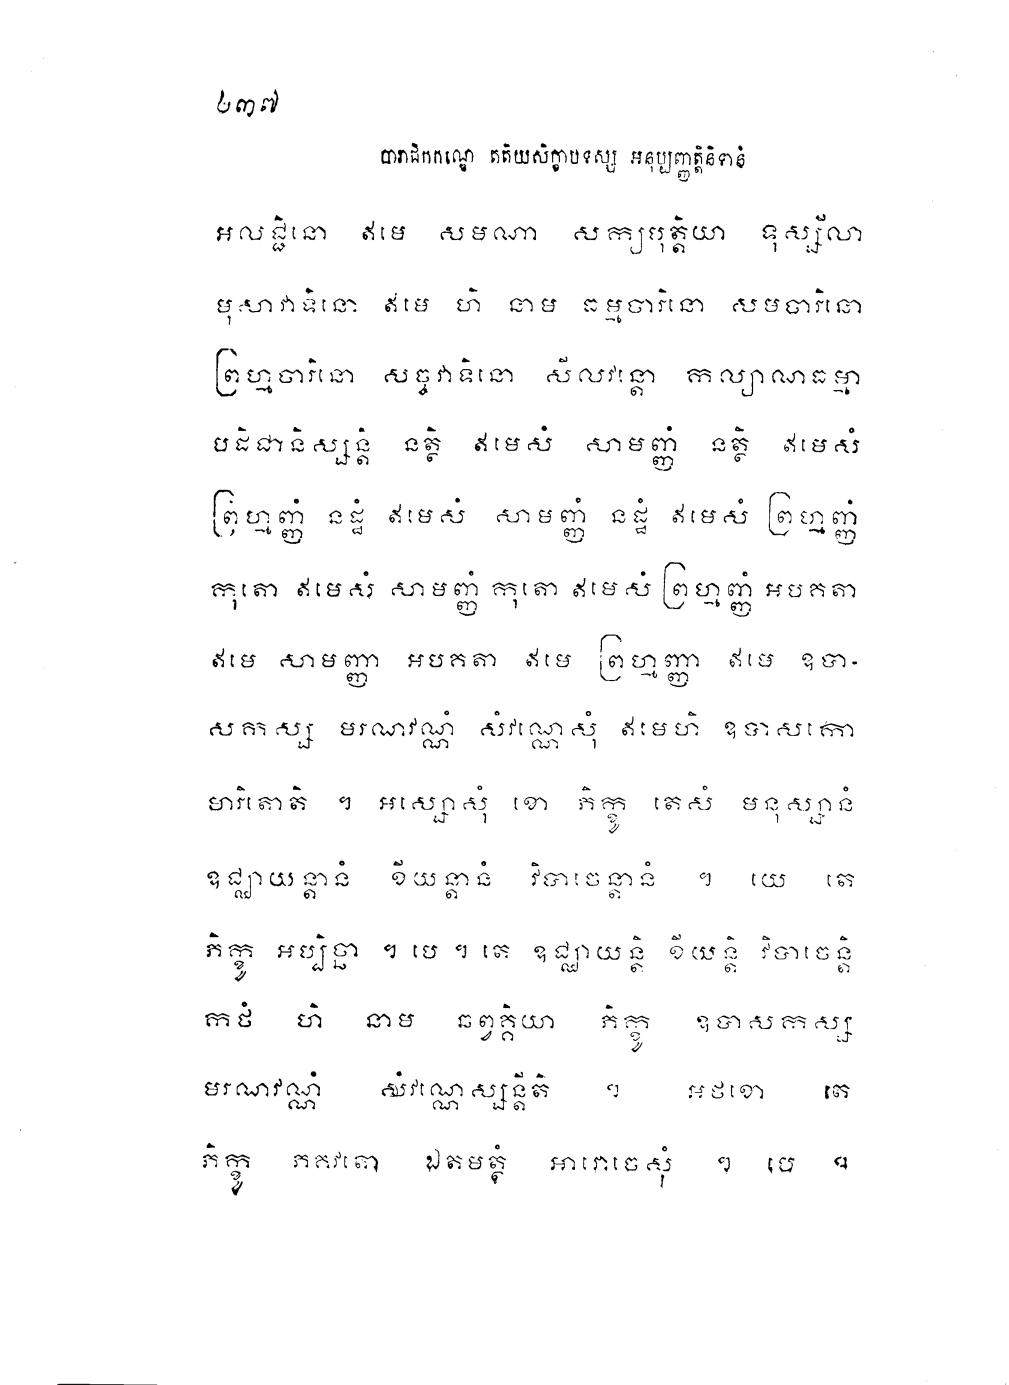 ២៣៧
បារាជិកកណ្ឌេ តតិយសិក្ខាបទស្ស អនុប្បញ្ញត្តិនិទានំ
អលជ្ជិនោ ឥមេ សមណា សក្យបុត្តិយា ទុស្សីលា
មុសាវាទិនោ ឥមេ ហិ នាម ធម្មចារិនោ សមចារិនោ
ព្រហ្មចារិនោ សច្ចវាទិនោ សីលវន្តោ កល្យាណធម្មា
បដិជានិស្សន្តិ នត្ថិ ឥមេសំ សាមញ្ញំ នត្ថិ ឥមេសំ
ព្រហ្មញ្ញំ នដ្ឋំ ឥមេសំ សាមញ្ញំ នដ្ឋំ ឥមេសំ ព្រហ្មញ្ញំ
កុតោ ឥមេសំ សាមញ្ញំ កុតោ ឥមេសំ ព្រហ្មញ្ញំ អបគតា
ឥមេ សាមញ្ញា អបគតា ឥមេ ព្រហ្មញ្ញា ឥមេ ឧបា-
សកស្ស មរណវណ្ណំ សំវណ្ណេសុំ ឥមេហិ ឧបាសកោ
មារិតោតិ ។ អស្សោសុំ ខោ ភិក្ខូ តេសំ មនុស្សានំ
ឧជ្ឈាយន្តានំ ខីយន្តានំ វិបាចេន្តានំ ។ យេ តេ
ភិក្ខូ អប្បិច្ឆា ។ បេ ។ តេ ឧជ្ឈាយន្តិ ខីយន្តិ វិបាចេន្តិ
កថំ ហិ នាម ឆព្វគ្គិយា ភិក្ខូ ឧបាសកស្ស
មរណវណ្ណំ សំវណ្ណេស្សន្តីតិ ។ អថខោ តេ
ភិក្ខូ ភគវតោ ឯតមត្ថំ អារោចេសុំ ។ បេ ។